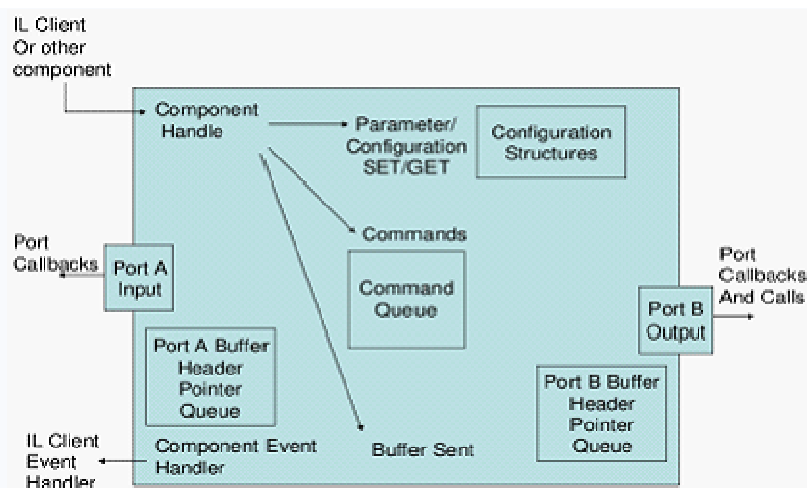 IL Client
Or other
component
Component
Handle
Parameter/
Configuration
SET/GET
Configuration
Structures
Commands
Command
Queue
Port
Callbacks
Port A
Input
Port
Callbacks
And Calls
Port B
Output
Port A Buffer
Header
Pointer
Queue
Port B Buffer
Header
Pointer
Queue
IL Client
Event
Handler
Component Event
Handler
Buffer Sent